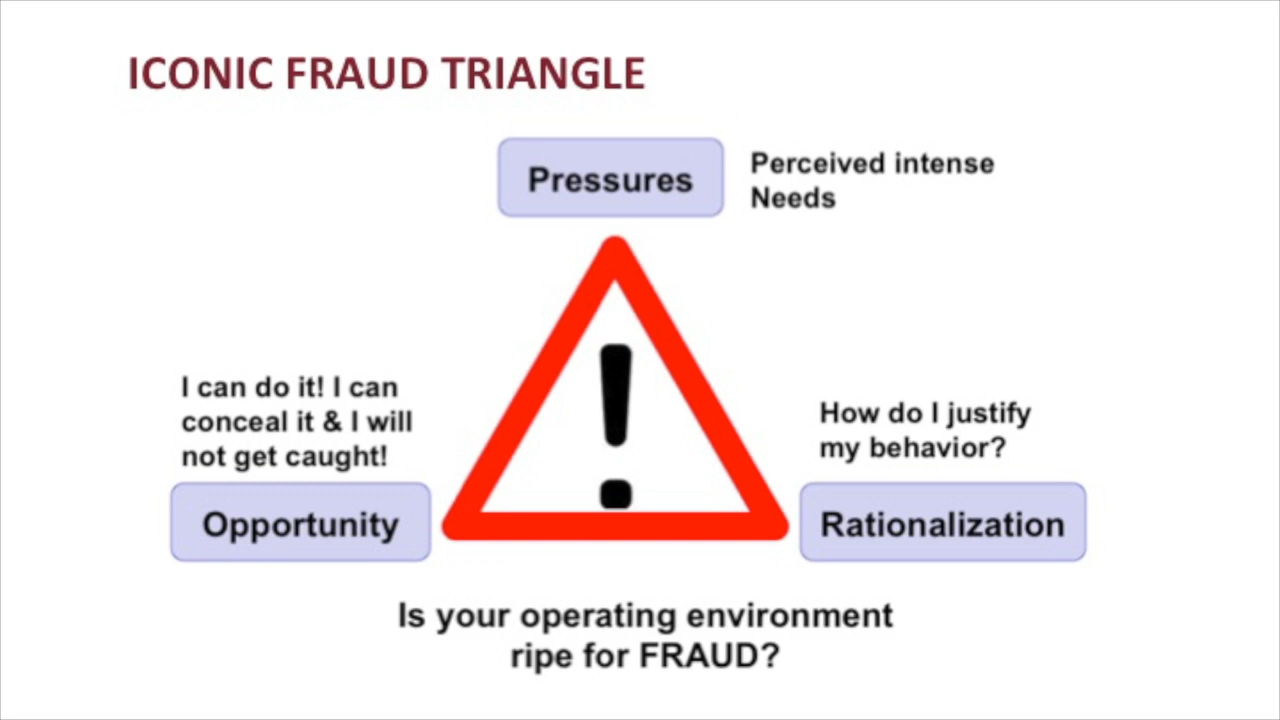 ICONIC FRAUD TRIANGLE
Pressures
Perceived intense
Needs
I can do it! I can
conceal it & I will
not get caught!
Opportunity
How do I justify
my behavior?
Rationalization
Is your operating environment
ripe for FRAUD?